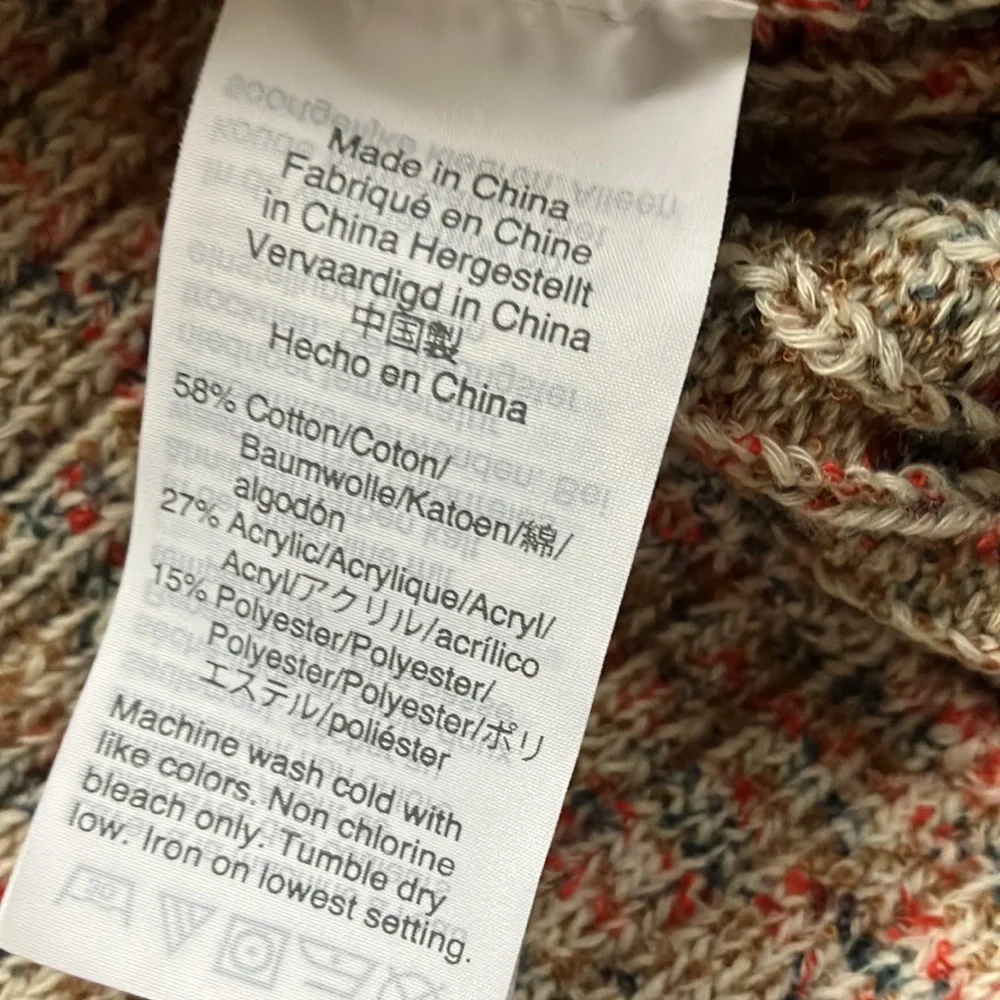 Made in China
Fabriqué en Chine
in China Hergestellt
Vervaardigd in China
中国製
Hecho en China
58% Cotton/Coton/
Baumwolle/Katoen/綿/
algodón
27% Acrylic/Acrylique/Acryl/
Acryl/アクリル/acrílico
15% Polyester/Polyester/
Polyester/Polyester/ポリ
エステル/poliéster
Machine wash cold with
like colors. Non chlorine
bleach only. Tumble dry
low. Iron on lowest setting.